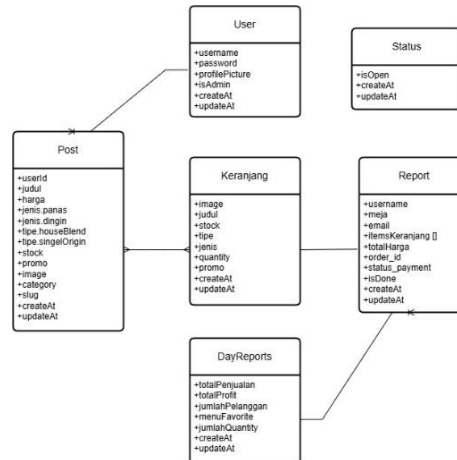 User
+username
+password
+profilePicture
+isAdmin
+createAt
+updateAt
Status
+isOpen
+createAt
+updateAt
Post
+userId
+judul
+harga
+jenis.panas
+jenis.dingin
+tipe.houseBlend
+tipe.singelOrigin
+stock
+promo
+image
+category
+slug
+createAt
+updateAt
Keranjang
+image
+judul
+stock
+tipe
+jenis
+quantity
+promo
+createAt
+updateAt
Report
+username
+meja
+email
+itemsKeranjang []
+totalHarga
+order_id
+status_payment
+isDone
+createAt
+updateAt
DayReports
+totalPenjualan
+totalProfit
+jumlahPelanggan
+menuFavorite
+jumlahQuantity
+createAt
+updateAt